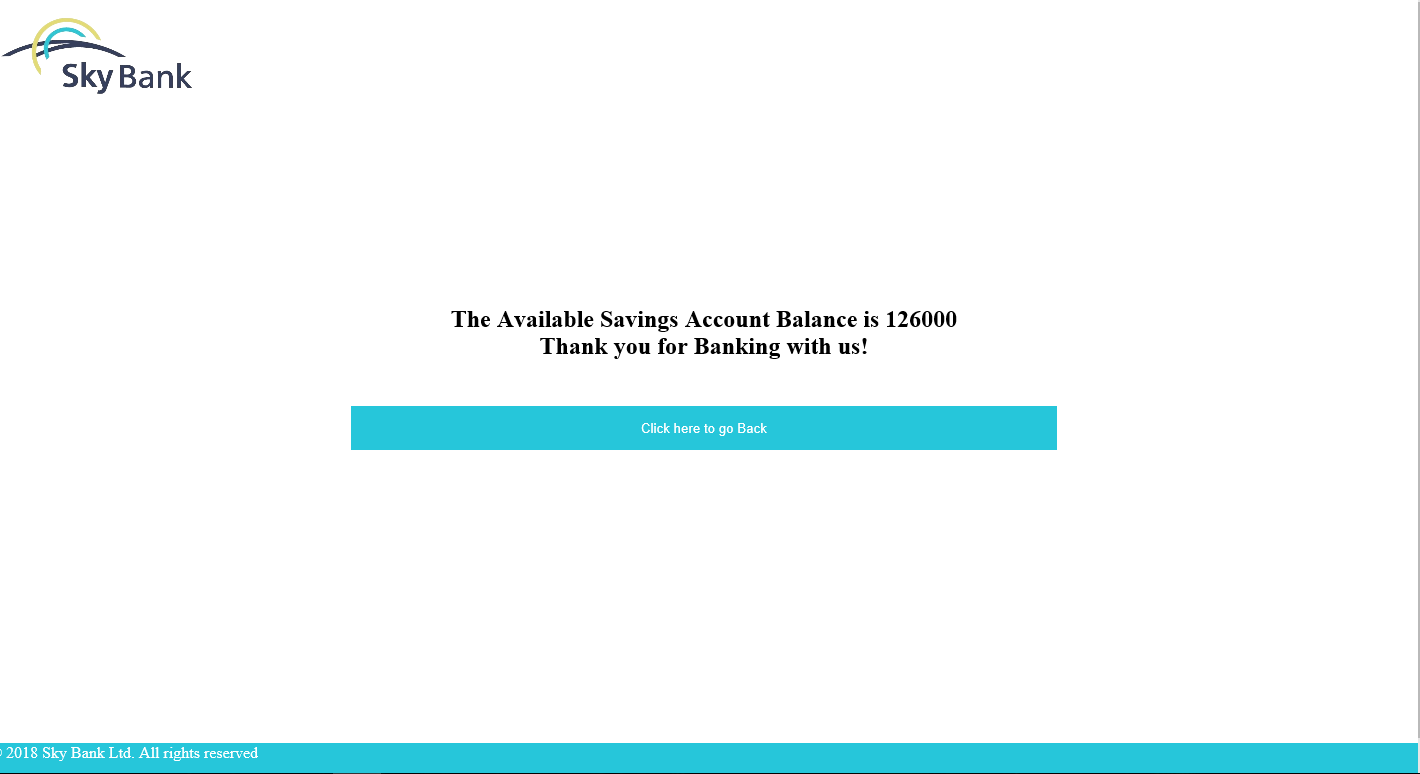 Sky Bank
The Available Savings Account Balance is 126000
Thank you for Banking with us!
Click here to go Back
© 2018 Sky Bank Ltd. All rights reserved